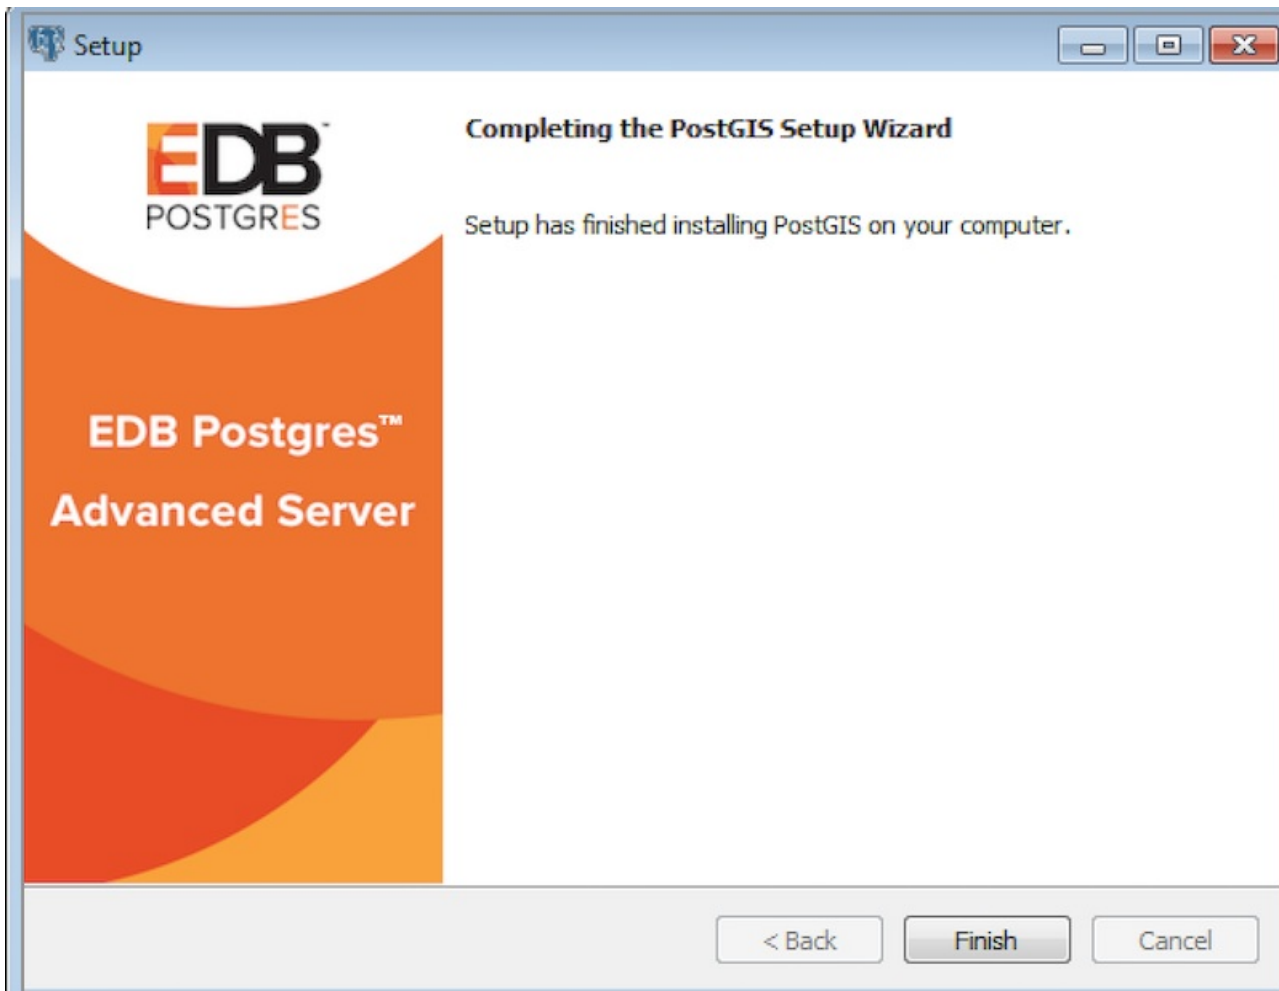 Setup
EDB™
POSTGRES
EDB Postgres™
Advanced Server
Completing the PostGIS Setup Wizard
Setup has finished installing PostGIS on your computer.
< Back
Finish
Cancel